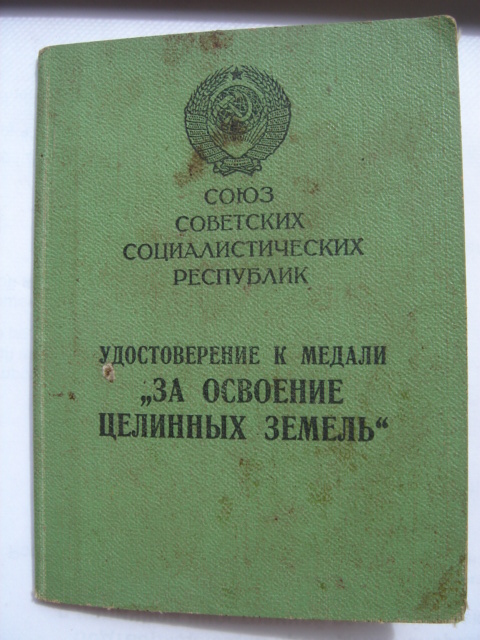 СОЮЗ
СОВЕТСКИХ
СОЦИАЛИСТИЧЕСКИХ
РЕСПУБЛИК
УДОСТОВЕРЕНИЕ К МЕДАЛИ
„ЗА ОСВОЕНИЕ
ЦЕЛИННЫХ ЗЕМЕЛЬ“